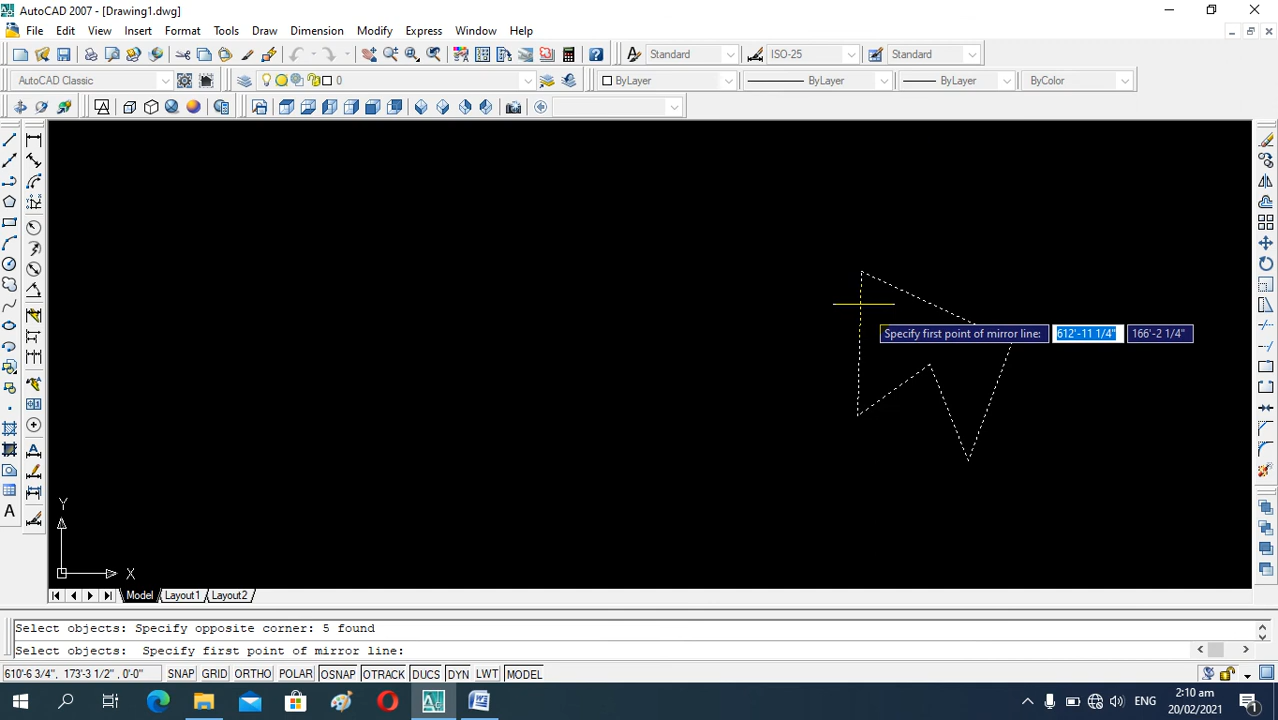 AutoCAD 2007 - [Drawing1.dwg]
File Edit View Insert Format Tools Draw Dimension Modify Express Window Help
Standard ISO-25 Standard
AutoCAD Classic 0 ByLayer ByLayer ByLayer ByColor
Specify first point of mirror line: 612'-11 1/4" 166'-2 1/4"
Y
X
Model Layout1 Layout2
Select objects: Specify opposite corner: 5 found
Select objects: Specify first point of mirror line:
610'-6 3/4", 173'-3 1/2" , 0'-0" SNAP GRID ORTHO POLAR OSNAP OTRACK DUCS DYN LWT MODEL
ENG 2:10 am
20/02/2021